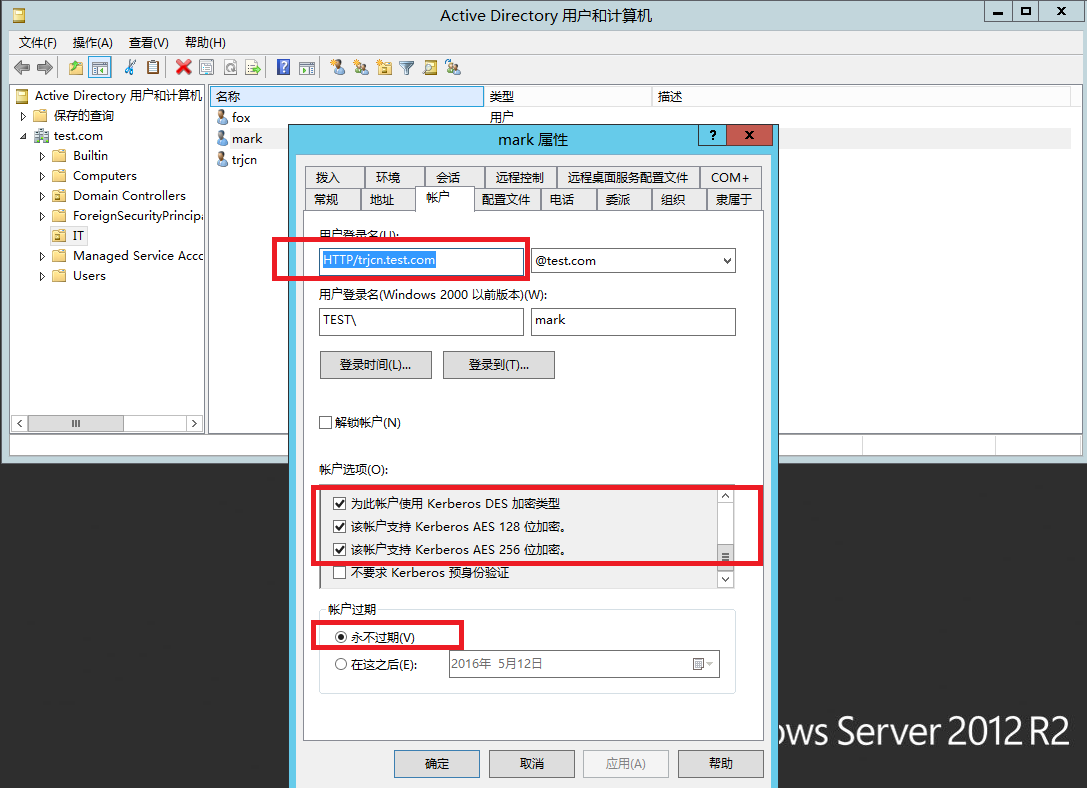 Active Directory 用户和计算机
文件(F) 操作(A) 查看(V) 帮助(H)
Active Directory 用户和计算机
保存的查询
test.com
Builtin
Computers
Domain Controllers
ForeignSecurityPrincipa
IT
Managed Service Acco
Users
名称 类型 描述
fox 用户
mark
trjcn
mark 属性
拨入 环境 会话 远程控制 远程桌面服务配置文件 COM+
常规 地址 帐户 配置文件 电话 委派 组织 隶属于
用户登录名(U):
HTTP/trjcn.test.com @test.com
用户登录名(Windows 2000 以前版本)(W):
TEST\ mark
登录时间(L)... 登录到(T)...
解锁帐户(N)
帐户选项(O):
为此帐户使用 Kerberos DES 加密类型
该帐户支持 Kerberos AES 128 位加密。
该帐户支持 Kerberos AES 256 位加密。
不要求 Kerberos 预身份验证
帐户过期
永不过期(V)
在这之后(E): 2016年 5月12日
确定 取消 应用(A) 帮助
ows Server 2012 R2